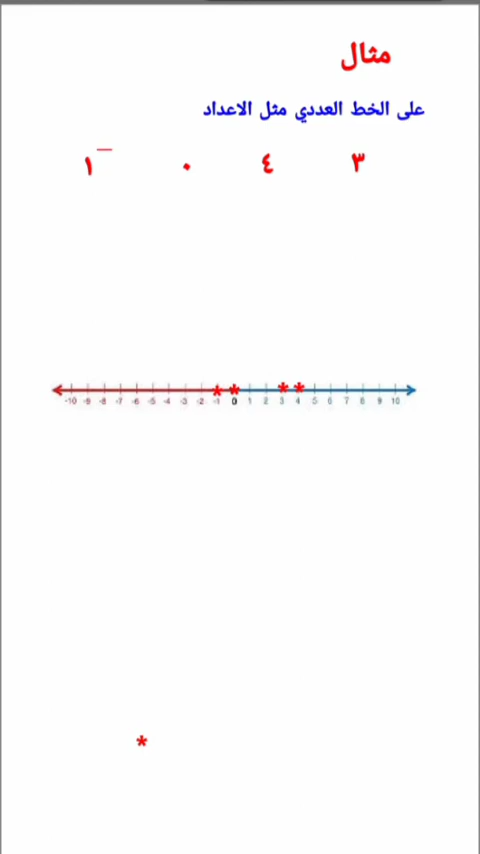 مثال
على الخط العددي مثل الاعداد
٣ ٤ ٠ ١‾
* * * *
-10 -9 -8 -7 -6 -5 -4 -3 -2 -1 0 1 2 3 4 5 6 7 8 9 10
*